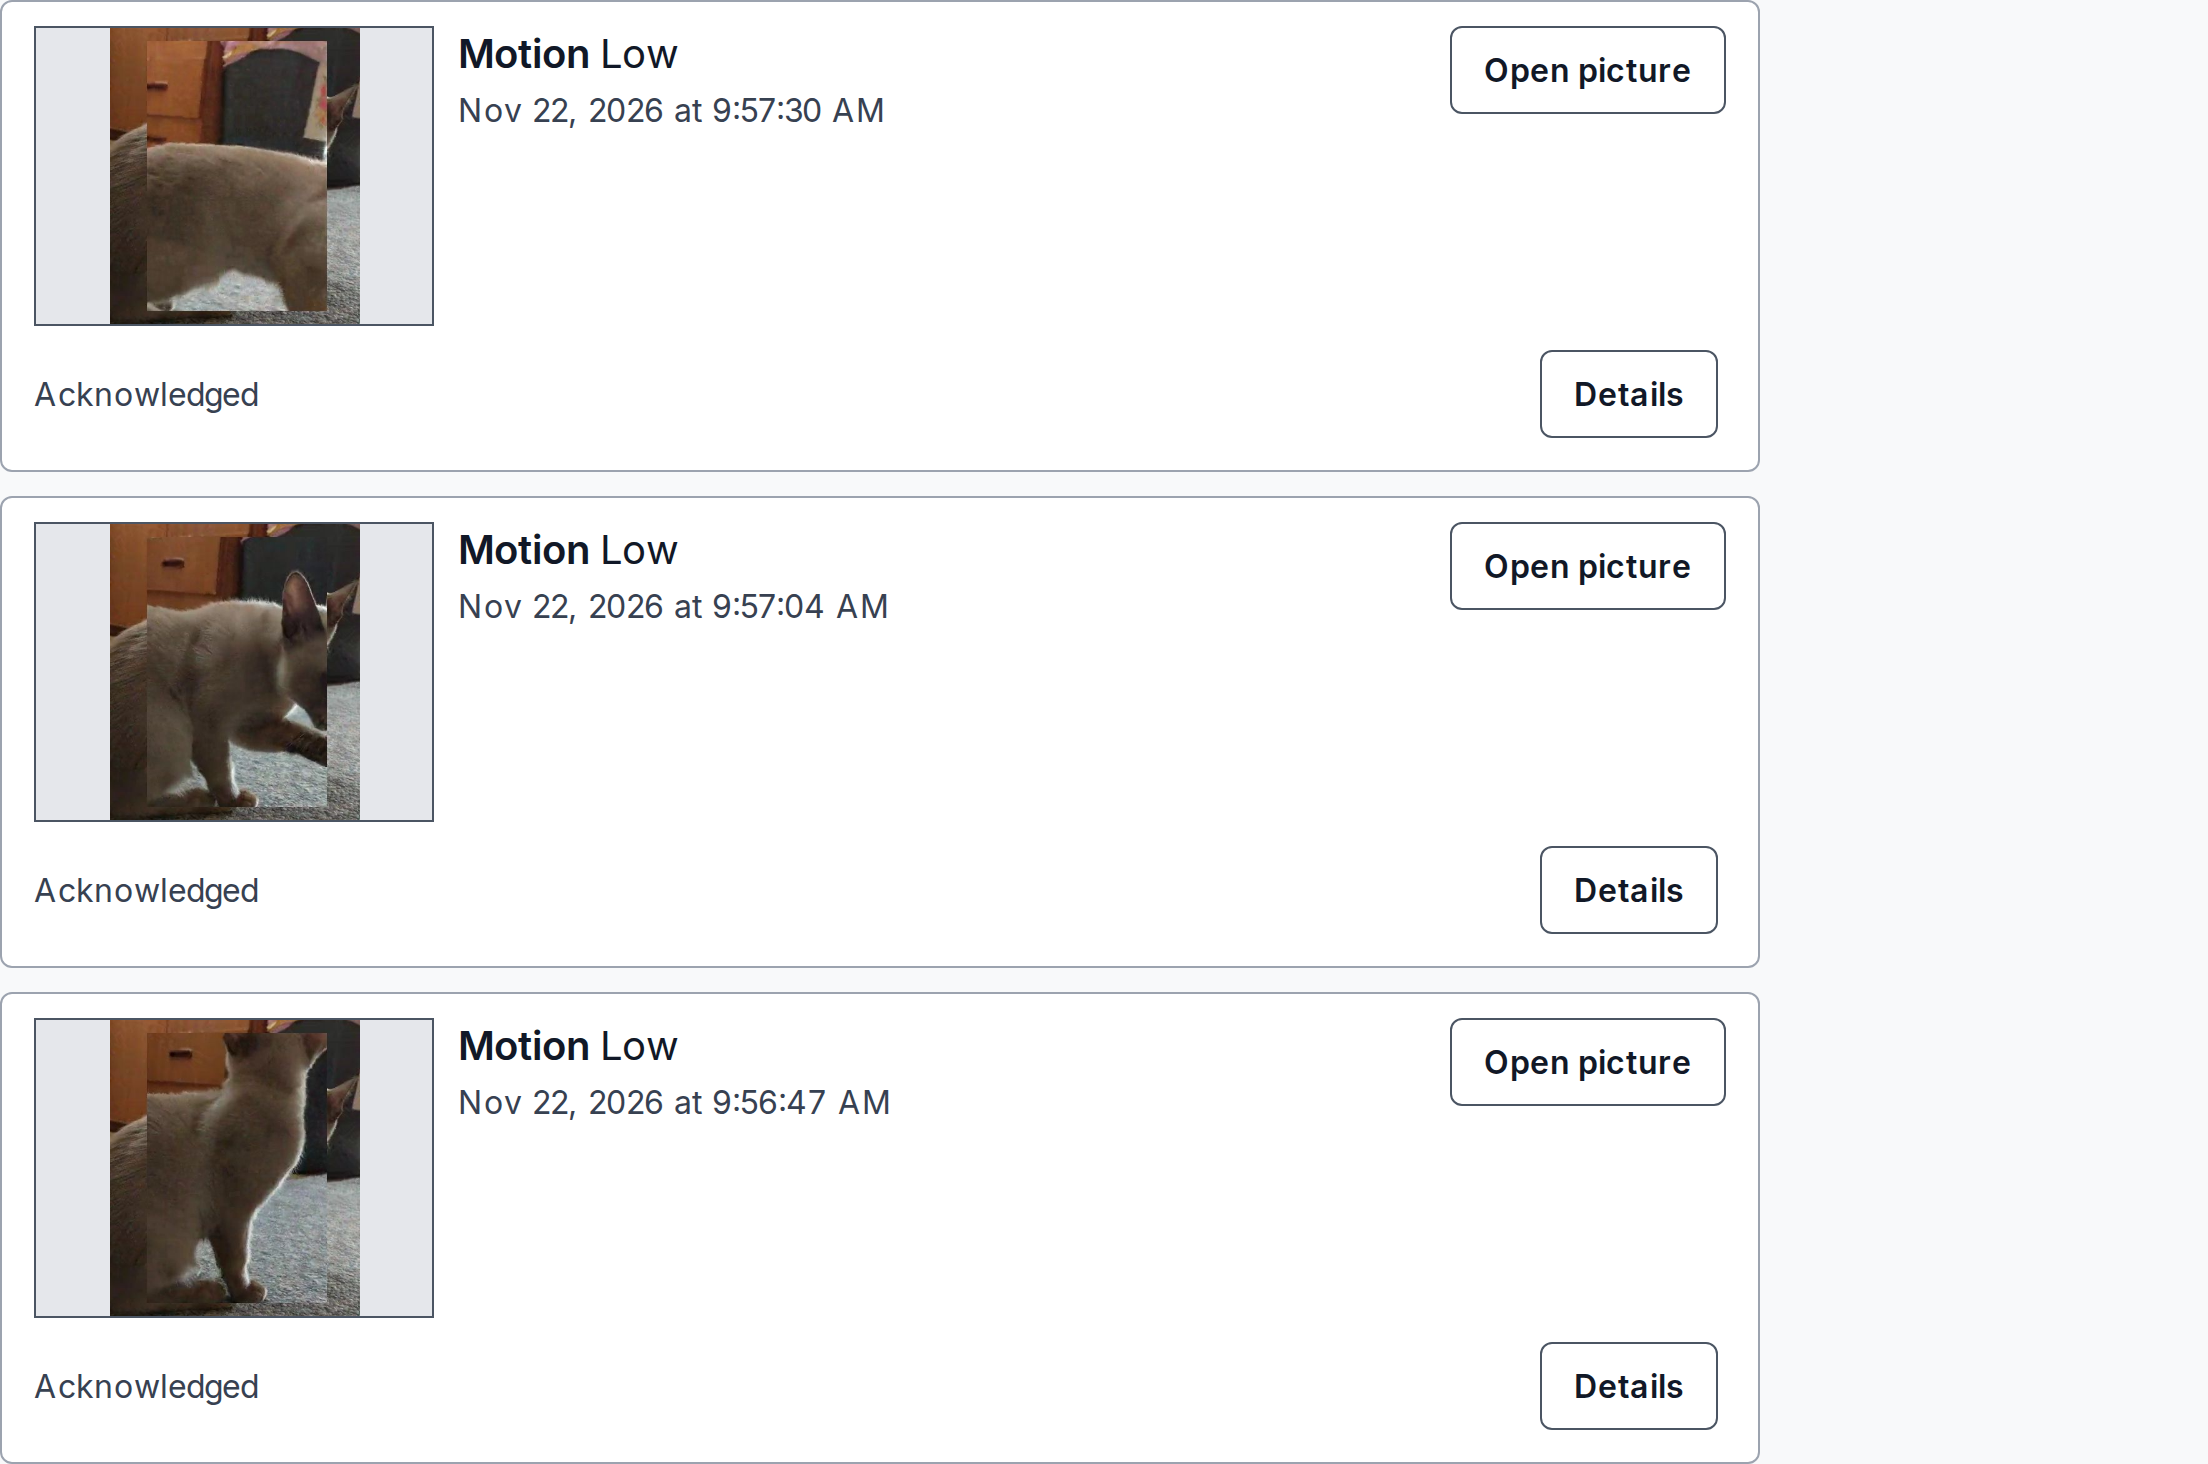 Motion Low
Open picture
Nov 22, 2026 at 9:57:30 AM
Acknowledged
Details
Motion Low
Open picture
Nov 22, 2026 at 9:57:04 AM
Acknowledged
Details
Motion Low
Open picture
Nov 22, 2026 at 9:56:47 AM
Acknowledged
Details